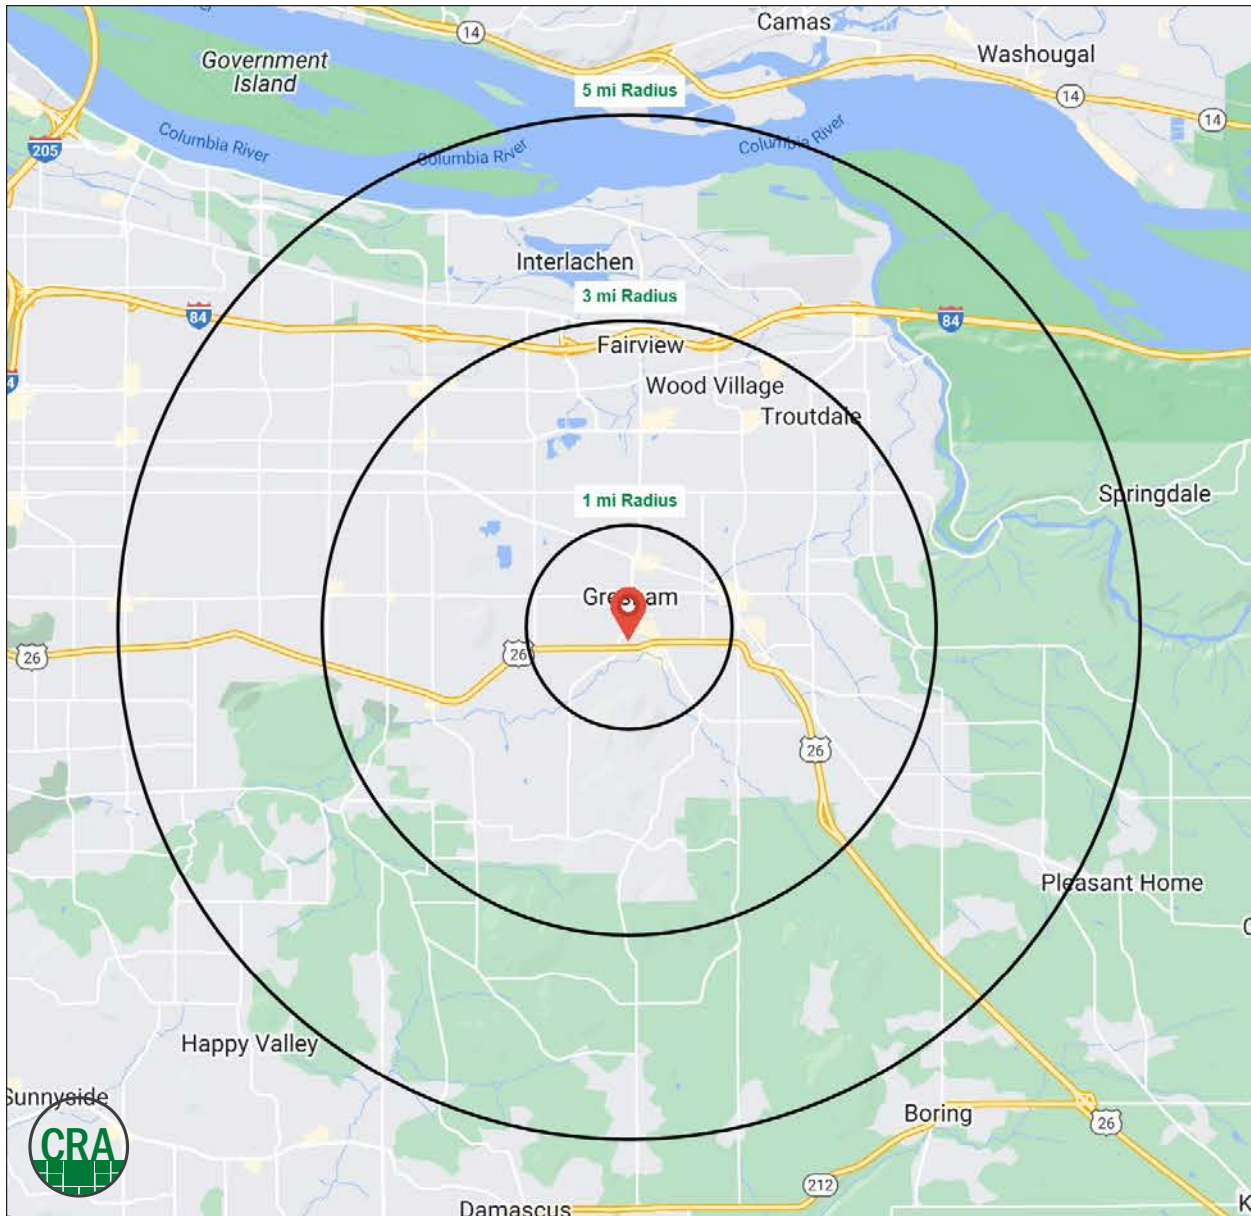 Camas
14
Washougal
Government
Island
5 mi Radius
14
14
205
Columbia River
Columbia River
Columbia River
Interlachen
3 mi Radius
84
84
Fairview
Wood Village
Troutdale
1 mi Radius
Springdale
Gresham
26
26
26
Pleasant Home
Happy Valley
Sunnyside
Boring
26
CRA
212
Damascus